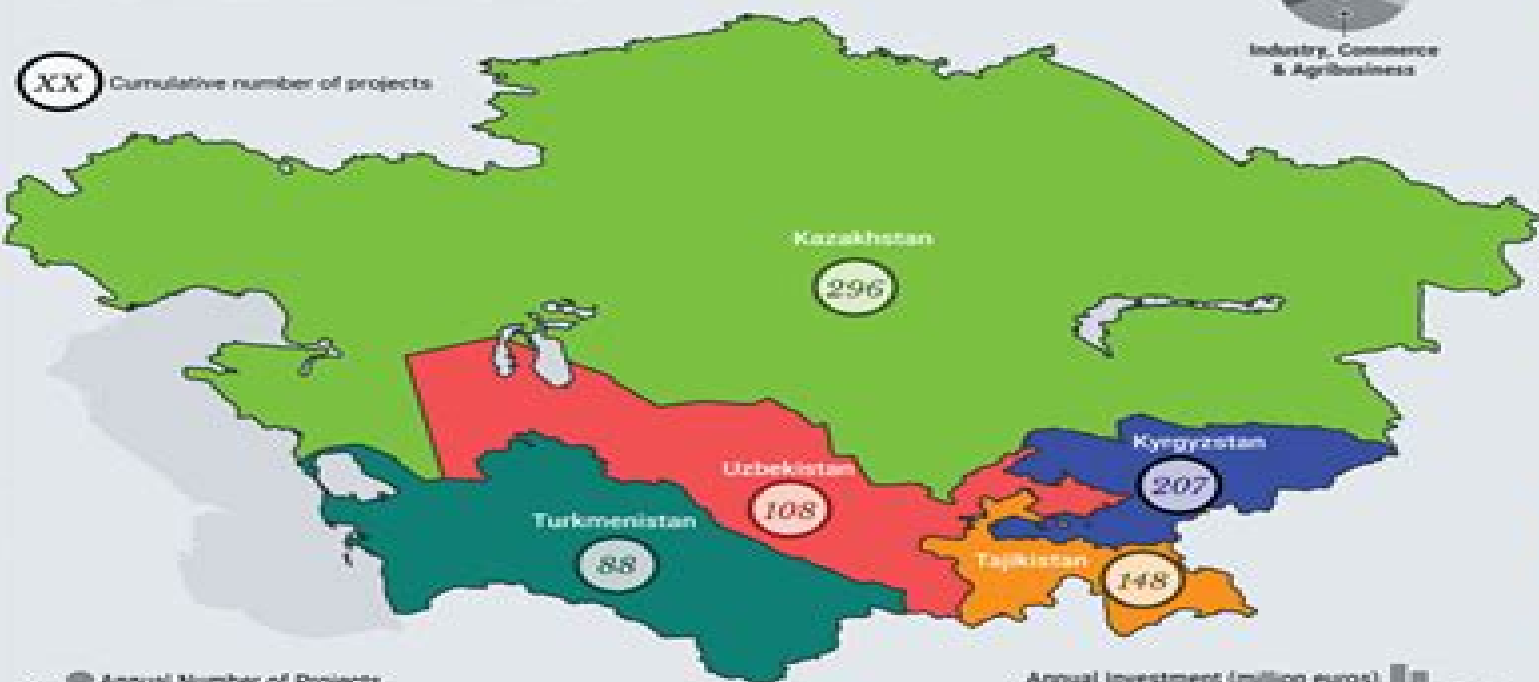 Industry, Commerce
& Agribusiness
XX Cumulative number of projects
Kazakhstan
296
Kyrgyzstan
207
Uzbekistan
108
Turkmenistan
88
Tajikistan
148
Annual Number of Projects
Annual Investment (million euros)